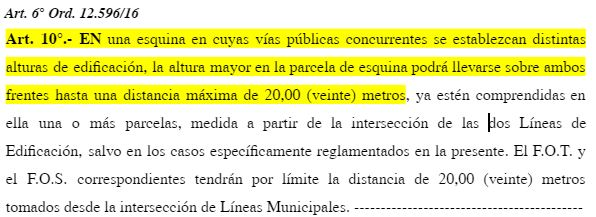 Art. 6° Ord. 12.596/16
Art. 10°.- EN una esquina en cuyas vías públicas concurrentes se establezcan distintas
alturas de edificación, la altura mayor en la parcela de esquina podrá llevarse sobre ambos
frentes hasta una distancia máxima de 20,00 (veinte) metros, ya estén comprendidas en
ella una o más parcelas, medida a partir de la intersección de las dos Líneas de
Edificación, salvo en los casos específicamente reglamentados en la presente. El F.O.T. y
el F.O.S. correspondientes tendrán por límite la distancia de 20,00 (veinte) metros
tomados desde la intersección de Líneas Municipales. ------------------------------------------